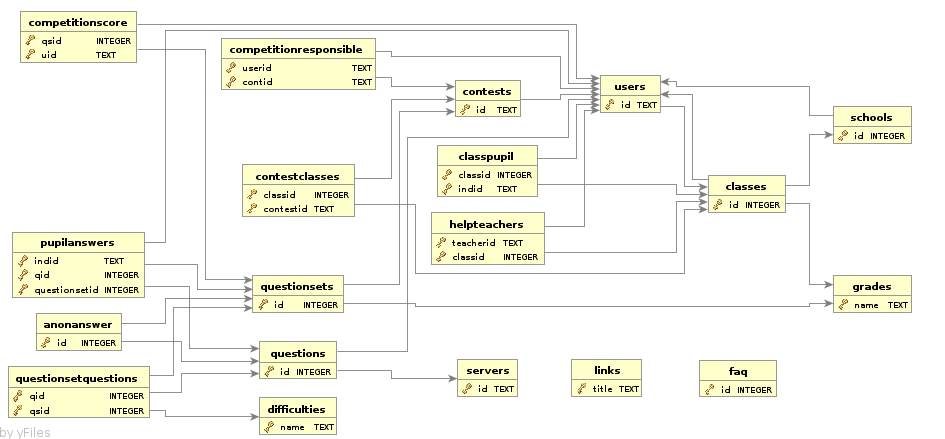 competitionscore
qsid INTEGER
uid TEXT
competitionresponsible
userid TEXT
contid TEXT
contests
id TEXT
users
id TEXT
schools
id INTEGER
classpupil
classid INTEGER
indid TEXT
contestclasses
classid INTEGER
contestid TEXT
classes
id INTEGER
helpteachers
teacherid TEXT
classid INTEGER
pupilanswers
indid TEXT
qid INTEGER
questionsetid INTEGER
questionsets
id INTEGER
grades
name TEXT
anonanswer
id INTEGER
questions
id INTEGER
questionsetquestions
qid INTEGER
qsid INTEGER
servers
id TEXT
links
title TEXT
faq
id INTEGER
difficulties
name TEXT
by yFiles